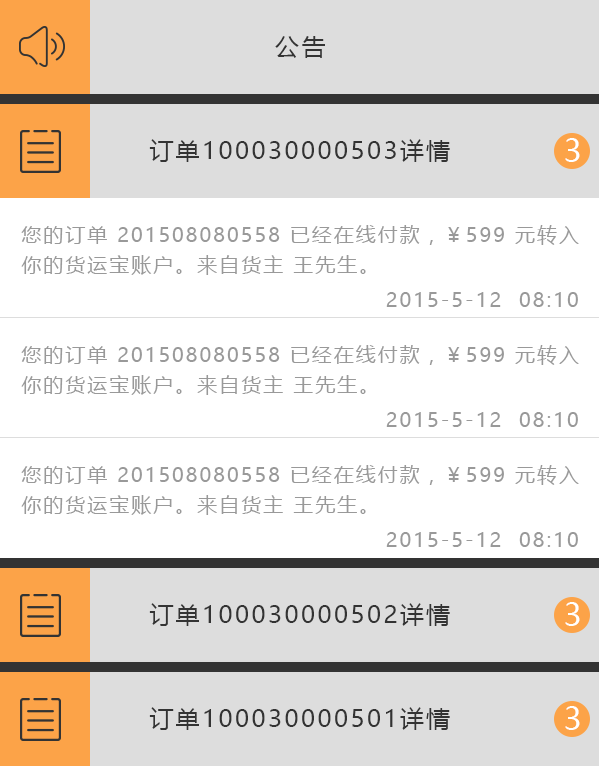 公告
订单100030000503详情
3
您的订单 201508080558 已经在线付款，￥599 元转入
你的货运宝账户。来自货主 王先生。
2015-5-12 08:10
您的订单 201508080558 已经在线付款，￥599 元转入
你的货运宝账户。来自货主 王先生。
2015-5-12 08:10
您的订单 201508080558 已经在线付款，￥599 元转入
你的货运宝账户。来自货主 王先生。
2015-5-12 08:10
订单100030000502详情
3
订单100030000501详情
3